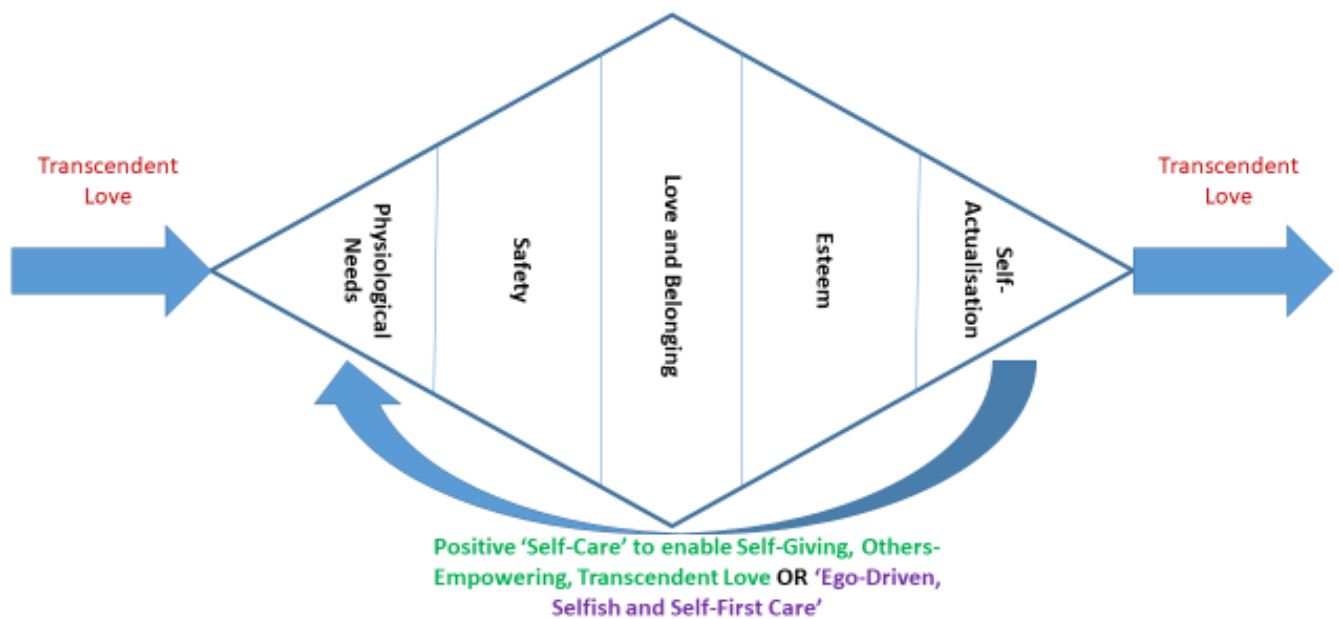 Transcendent
Love
Physiological
Needs
Safety
Love and Belonging
Esteem
Self-
Actualisation
Transcendent
Love
Positive ‘Self-Care’ to enable Self-Giving, Others-
Empowering, Transcendent Love OR ‘Ego-Driven,
Selfish and Self-First Care’